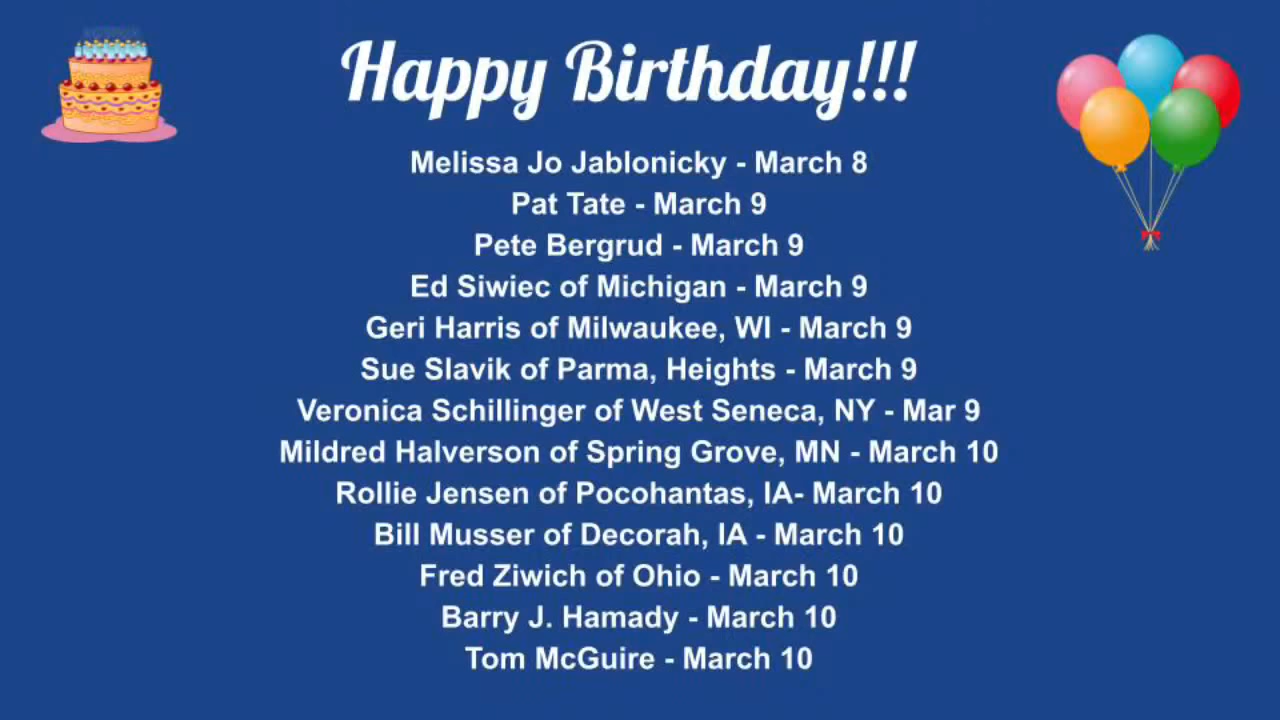 Happy Birthday!!!
Melissa Jo Jablonicky - March 8
Pat Tate - March 9
Pete Bergrud - March 9
Ed Siwiec of Michigan - March 9
Geri Harris of Milwaukee, WI - March 9
Sue Slavik of Parma, Heights - March 9
Veronica Schillinger of West Seneca, NY - Mar 9
Mildred Halverson of Spring Grove, MN - March 10
Rollie Jensen of Pocohantas, IA- March 10
Bill Musser of Decorah, IA - March 10
Fred Ziwich of Ohio - March 10
Barry J. Hamady - March 10
Tom McGuire - March 10